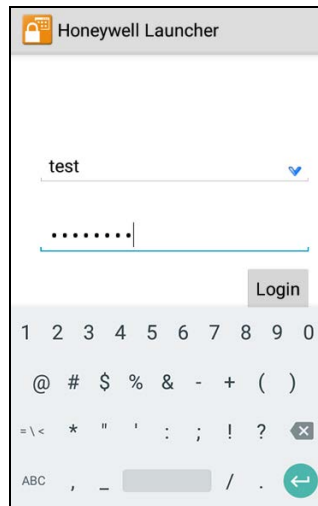 Honeywell Launcher
test
••••••••
Login
1 2 3 4 5 6 7 8 9 0
@ # $ % & - + ( )
= \ < * " ' : ; ! ?
ABC , _ / .